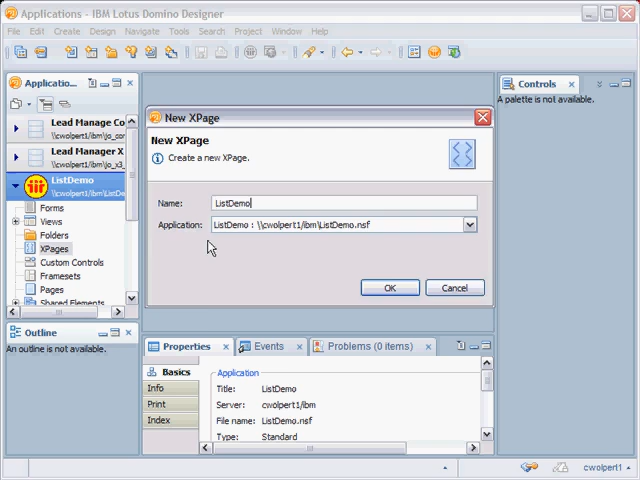 Applications - IBM Lotus Domino Designer
File Edit Create Design Navigate Tools Search Project Window Help
Applicatio...
Controls
A palette is not available.
Lead Manage Co
\\cwolpert1/ibm\jo_cor
Lead Manager X
\\cwolpert1/ibm\jo_x3_
ListDemo
\\cwolpert1/ibm\ListDe
Forms
Views
Folders
XPages
Custom Controls
Framesets
Pages
Shared Elements
New XPage
New XPage
Create a new XPage.
Name: ListDemo
Application: ListDemo : \\cwolpert1/ibm\ListDemo.nsf
OK Cancel
Outline
An outline is not available.
Properties Events Problems (0 items)
Basics
Info
Print
Index
Application
Title: ListDemo
Server: cwolpert1/ibm
File name: ListDemo.nsf
Type: Standard
cwolpert1